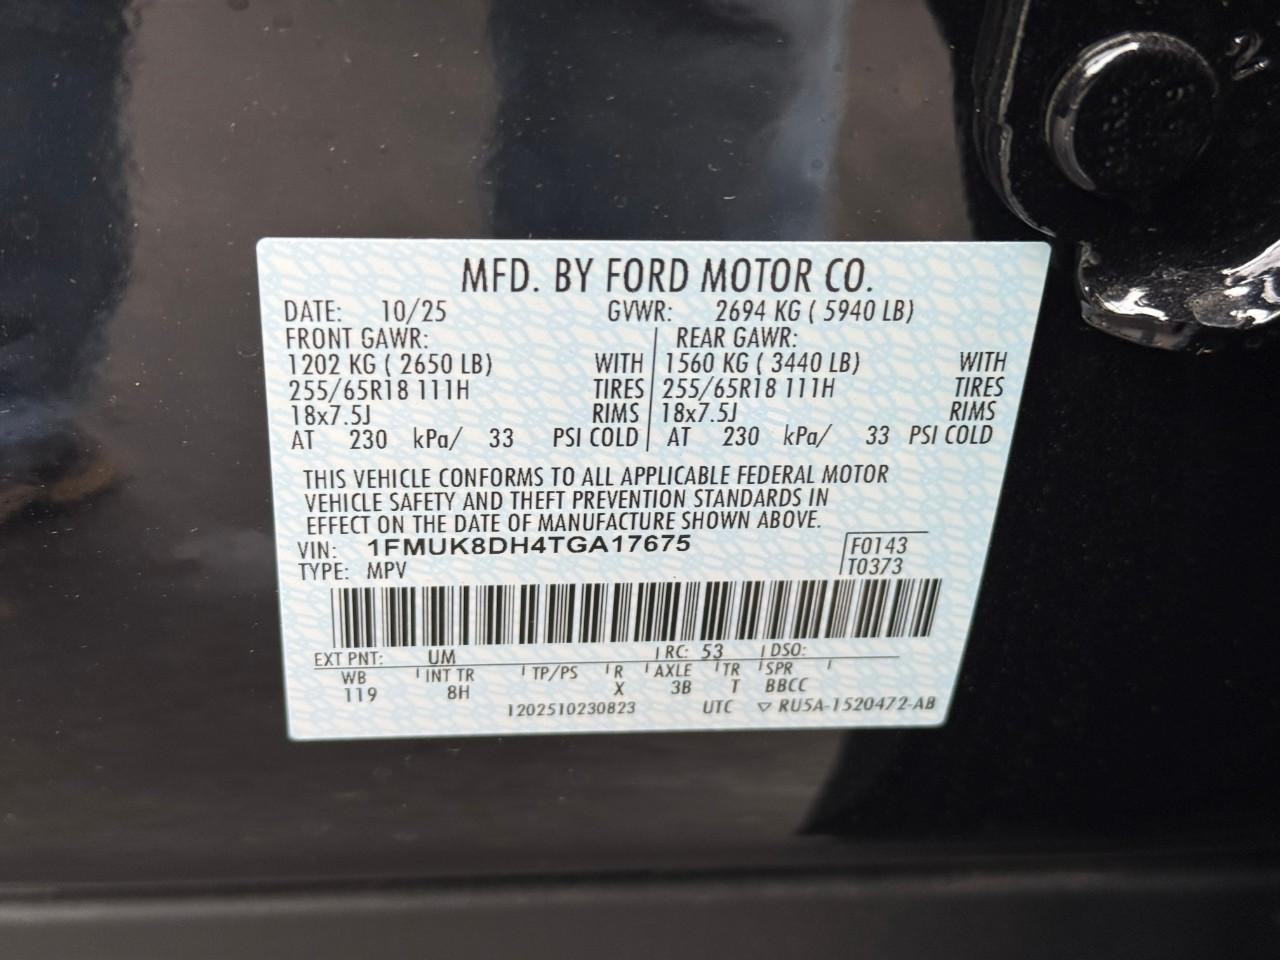 2
MFD. BY FORD MOTOR CO.
DATE: 10/25 GVWR: 2694 KG ( 5940 LB)
FRONT GAWR: REAR GAWR:
1202 KG ( 2650 LB) WITH 1560 KG ( 3440 LB) WITH
255/65R18 111H TIRES 255/65R18 111H TIRES
18x7.5J RIMS 18x7.5J RIMS
AT 230 kPa/ 33 PSI COLD AT 230 kPa/ 33 PSI COLD
THIS VEHICLE CONFORMS TO ALL APPLICABLE FEDERAL MOTOR
VEHICLE SAFETY AND THEFT PREVENTION STANDARDS IN
EFFECT ON THE DATE OF MANUFACTURE SHOWN ABOVE.
VIN: 1FMUK8DH4TGA17675 F0143
TYPE: MPV T0373
EXT PNT: UM RC: 53 DSO:
WB INT TR TP/PS R AXLE TR SPR
119 8H X 3B T BBCC
1202510230823 UTC ▽ RU5A-1520472-AB